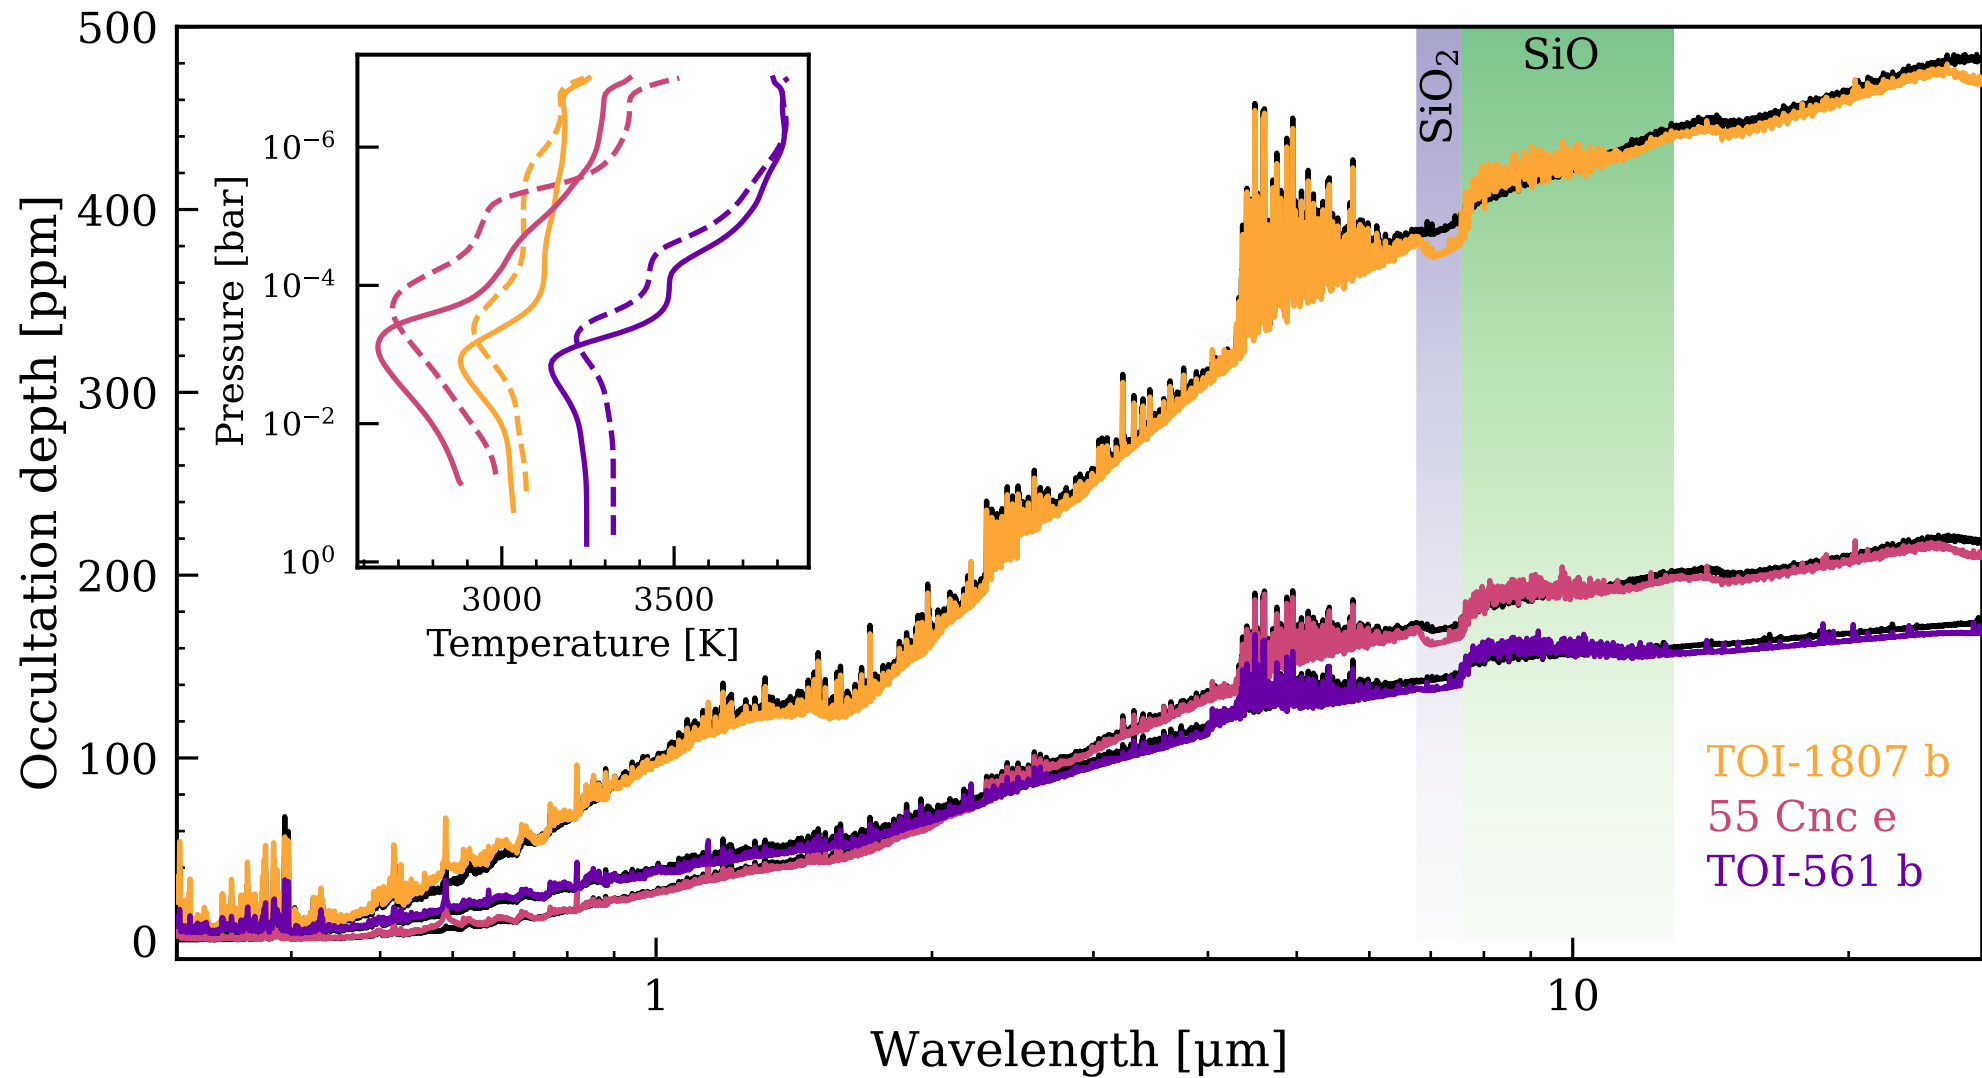 500
400
300
200
100
0
Occultation depth [ppm]
1
10
Wavelength [µm]
10⁻⁶
10⁻⁴
10⁻²
10⁰
Pressure [bar]
3000
3500
Temperature [K]
SiO₂
SiO
TOI-1807 b
55 Cnc e
TOI-561 b